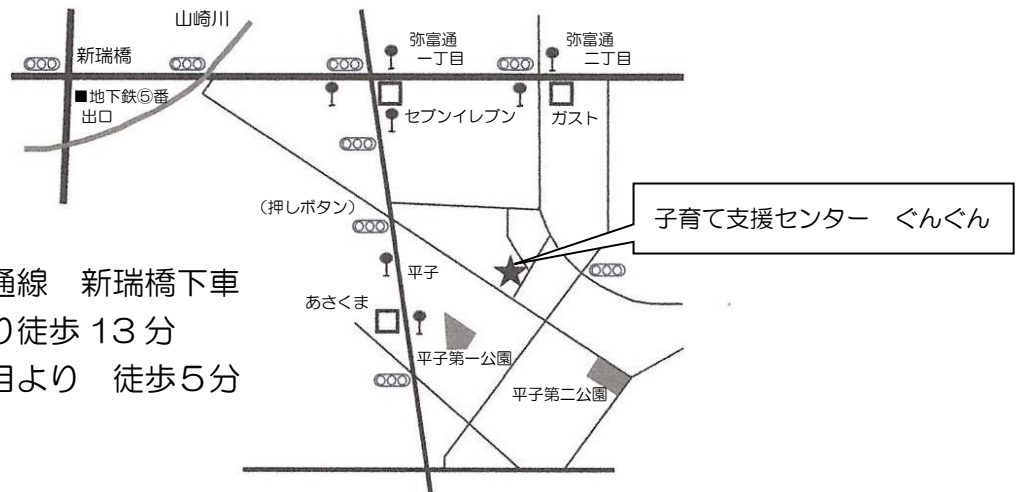 山崎川
新瑞橋
■地下鉄⑤番
出口
弥富通
一丁目
弥富通
二丁目
セブンイレブン
ガスト
（押しボタン）
子育て支援センター　ぐんぐん
平子
あさくま
平子第一公園
平子第二公園
通線　新瑞橋下車
り徒歩 13 分
目より　徒歩５分